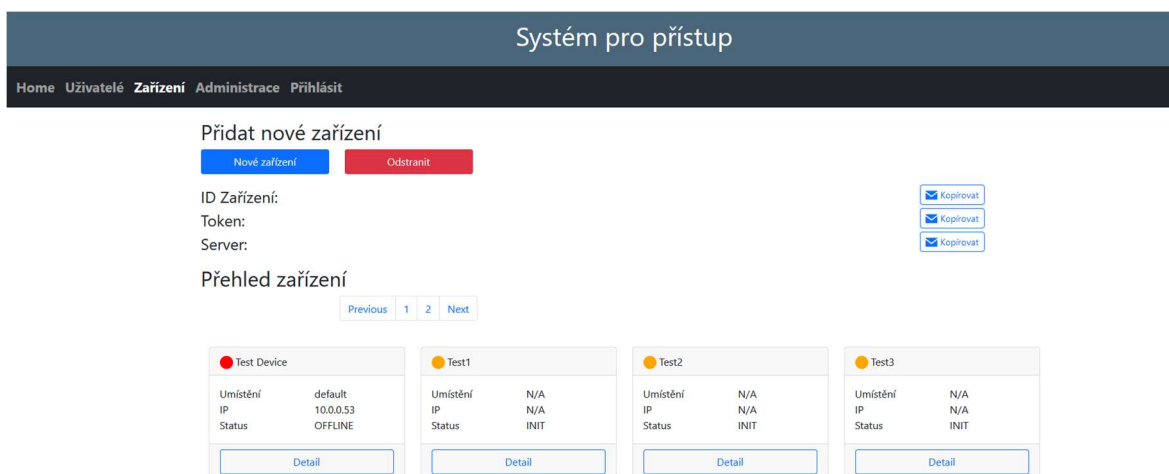 Systém pro přístup
Home Uživatelé Zařízení Administrace Přihlásit
Přidat nové zařízení
Nové zařízení Odstranit
ID Zařízení: Kopírovat
Token: Kopírovat
Server: Kopírovat
Přehled zařízení
Previous 1 2 Next
Test Device Test1 Test2 Test3
Umístění default Umístění N/A Umístění N/A Umístění N/A
IP 10.0.0.53 IP N/A IP N/A IP N/A
Status OFFLINE Status INIT Status INIT Status INIT
Detail Detail Detail Detail